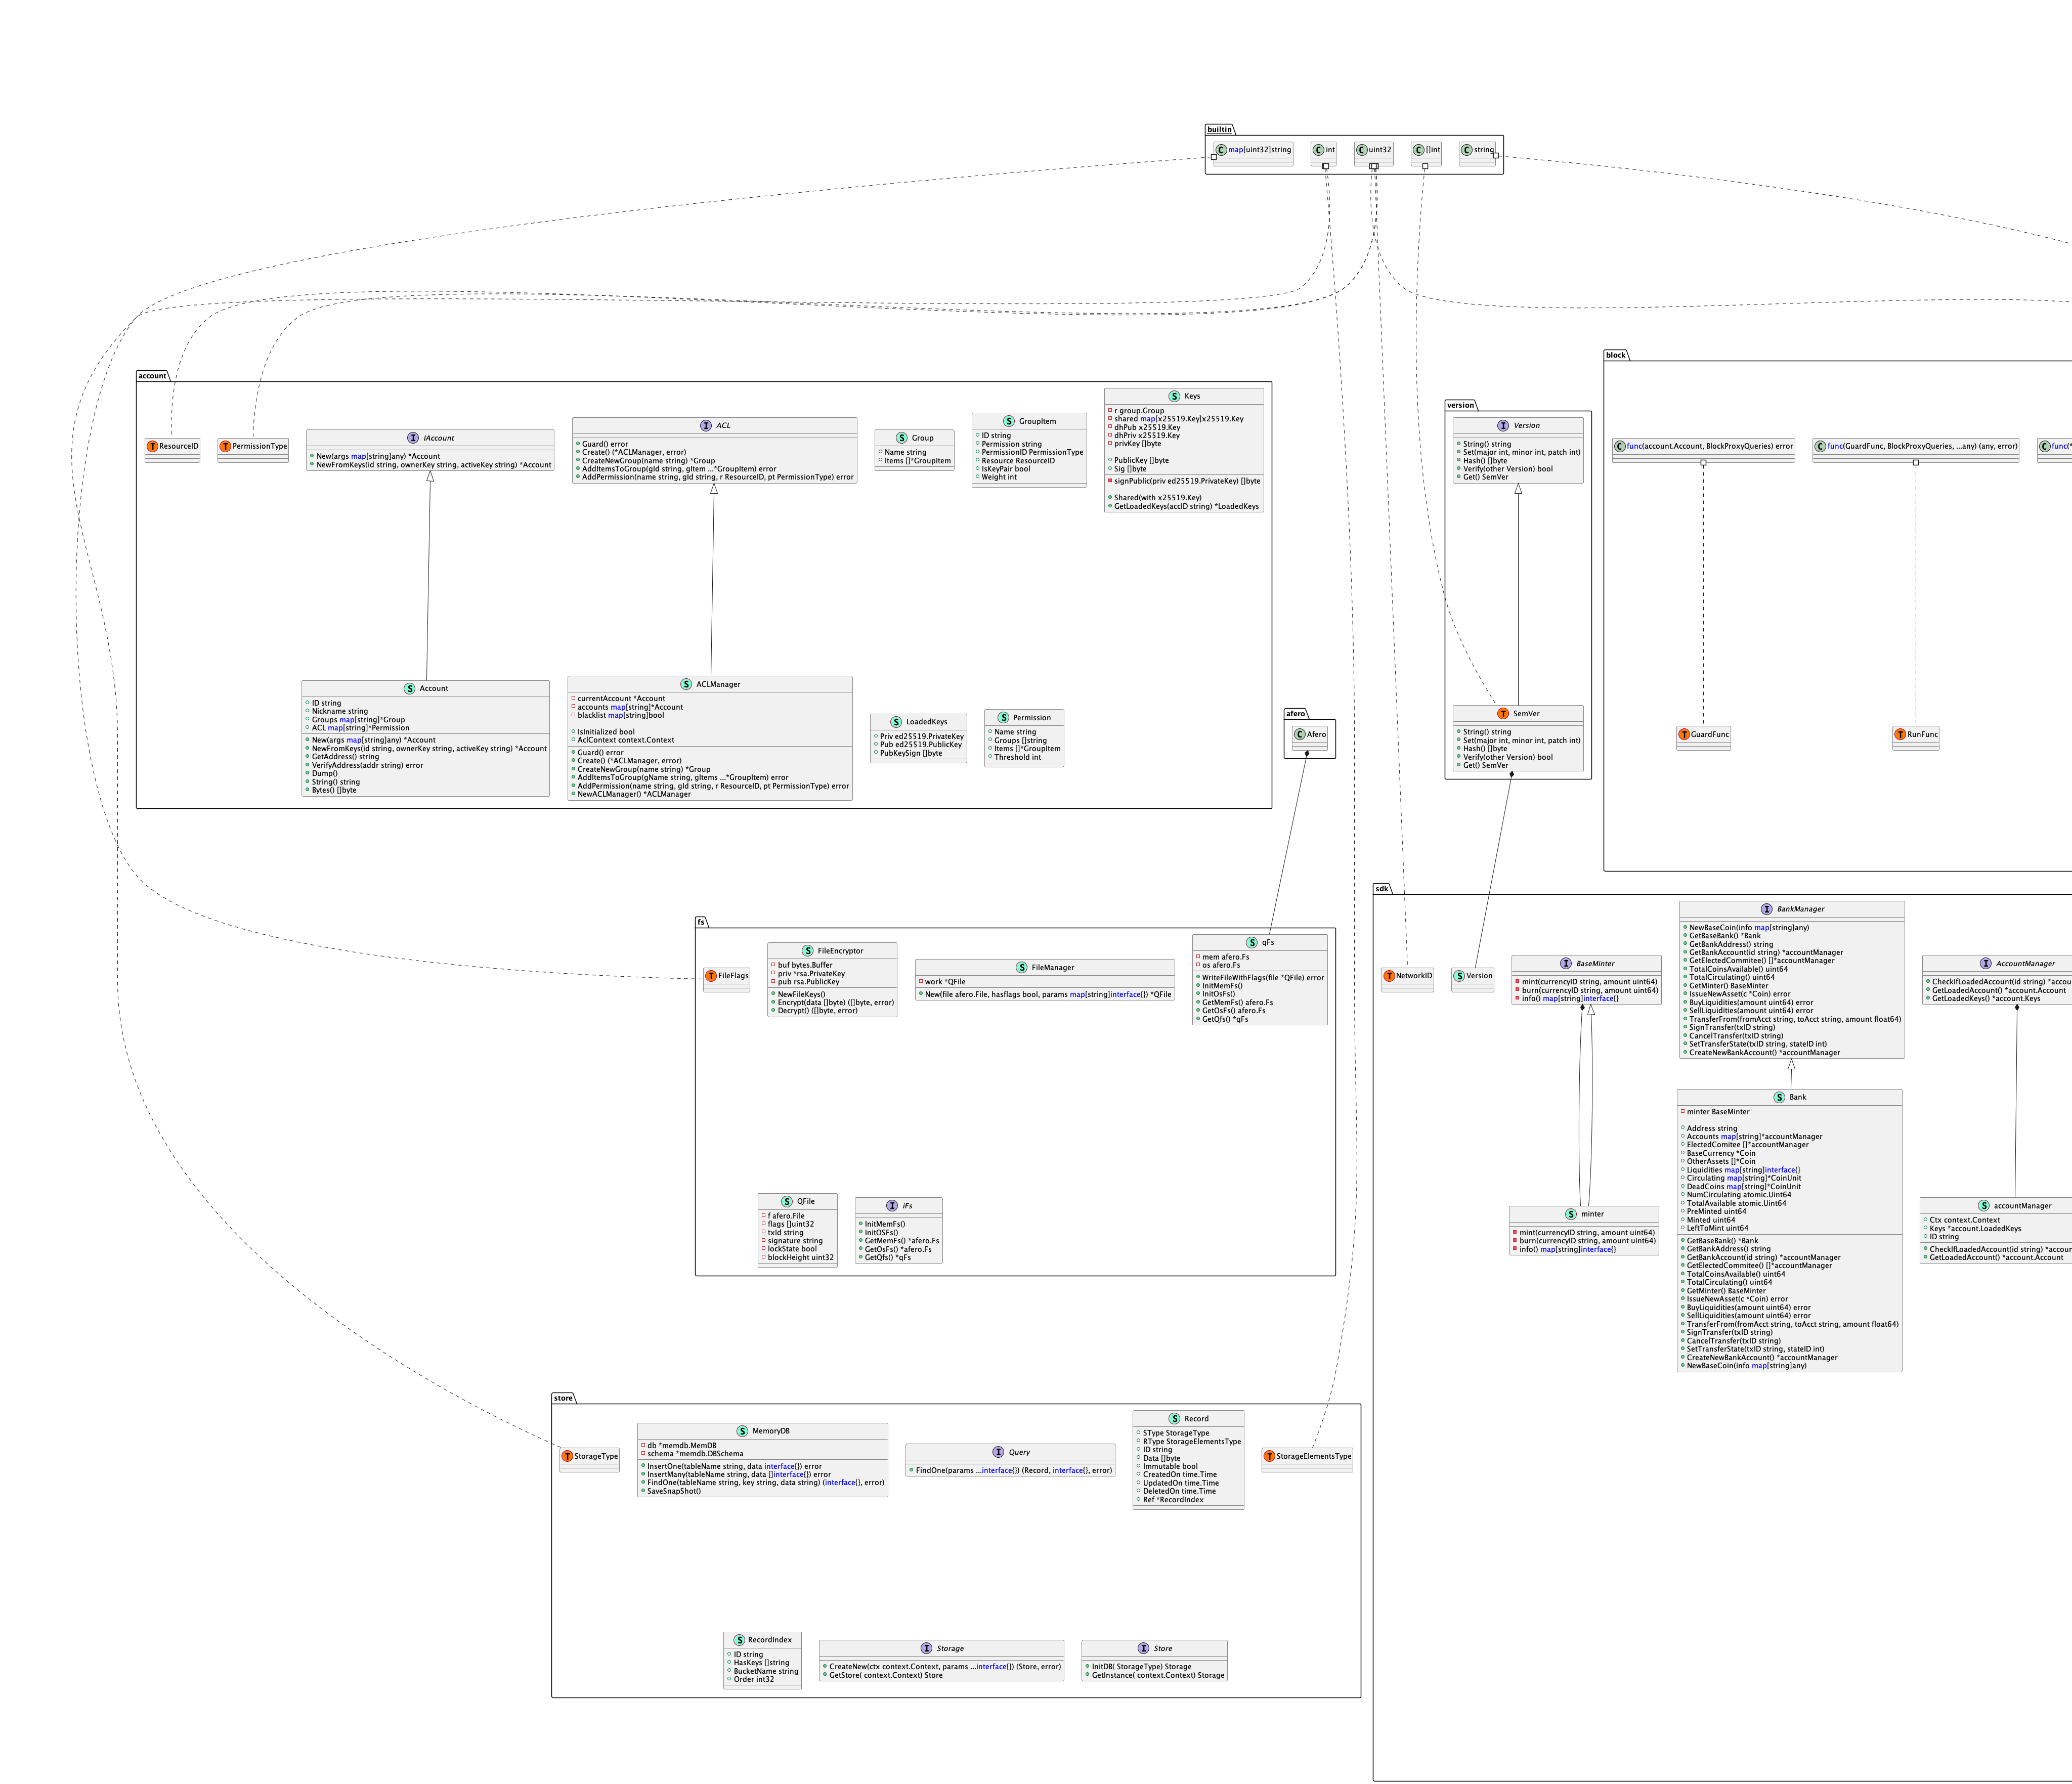 builtin
map[uint32]string
int
uint32
[]int
string
account
ResourceID
PermissionType
IAccount
New(args map[string]any) *Account
NewFromKeys(id string, ownerKey string, activeKey string) *Account
ACL
Guard() error
Create() (*ACLManager, error)
CreateNewGroup(name string) *Group
AddItemsToGroup(gId string, gItem ...*GroupItem) error
AddPermission(name string, gId string, r ResourceID, pt PermissionType) error
Group
Name string
Items []*GroupItem
GroupItem
ID string
Permission string
PermissionID PermissionType
Resource ResourceID
IsKeyPair bool
Weight int
Keys
r group.Group
shared map[x25519.Key]x25519.Key
dhPub x25519.Key
dhPriv x25519.Key
privKey []byte
PublicKey []byte
Sig []byte
signPublic(priv ed25519.PrivateKey) []byte
Shared(with x25519.Key)
GetLoadedKeys(accID string) *LoadedKeys
Account
ID string
Nickname string
Groups map[string]*Group
ACL map[string]*Permission
New(args map[string]any) *Account
NewFromKeys(id string, ownerKey string, activeKey string) *Account
GetAddress() string
VerifyAddress(addr string) error
Dump()
String() string
Bytes() []byte
ACLManager
currentAccount *Account
accounts map[string]*Account
blacklist map[string]bool
IsInitialized bool
AclContext context.Context
Guard() error
Create() (*ACLManager, error)
CreateNewGroup(name string) *Group
AddItemsToGroup(gName string, gItems ...*GroupItem) error
AddPermission(name string, gId string, r ResourceID, pt PermissionType) error
NewACLManager() *ACLManager
LoadedKeys
Priv ed25519.PrivateKey
Pub ed25519.PublicKey
PubKeySign []byte
Permission
Name string
Groups []string
Items []*GroupItem
Threshold int
afero
Afero
version
Version
String() string
Set(major int, minor int, patch int)
Hash() []byte
Verify(other Version) bool
Get() SemVer
SemVer
String() string
Set(major int, minor int, patch int)
Hash() []byte
Verify(other Version) bool
Get() SemVer
block
func(account.Account, BlockProxyQueries) error
func(GuardFunc, BlockProxyQueries, ...any) (any, error)
func(*
GuardFunc
RunFunc
fs
FileFlags
FileEncryptor
buf bytes.Buffer
priv *rsa.PrivateKey
pub rsa.PublicKey
NewFileKeys()
Encrypt(data []byte) ([]byte, error)
Decrypt() ([]byte, error)
FileManager
work *QFile
New(file afero.File, hasflags bool, params map[string]interface{}) *QFile
qFs
mem afero.Fs
os afero.Fs
WriteFileWithFlags(file *QFile) error
InitMemFs()
InitOsFs()
GetMemFs() afero.Fs
GetOsFs() afero.Fs
GetQfs() *qFs
QFile
f afero.File
flags []uint32
txId string
signature string
lockState bool
blockHeight uint32
iFs
InitMemFs()
InitOSFs()
GetMemFs() *afero.Fs
GetOsFs() *afero.Fs
GetQfs() *qFs
sdk
NetworkID
Version
BaseMinter
mint(currencyID string, amount uint64)
burn(currencyID string, amount uint64)
info() map[string]interface{}
BankManager
NewBaseCoin(info map[string]any)
GetBaseBank() *Bank
GetBankAddress() string
GetBankAccount(id string) *accountManager
GetElectedCommitee() []*accountManager
TotalCoinsAvailable() uint64
TotalCirculating() uint64
GetMinter() BaseMinter
IssueNewAsset(c *Coin) error
BuyLiquidities(amount uint64) error
SellLiquidities(amount uint64) error
TransferFrom(fromAcct string, toAcct string, amount float64)
SignTransfer(txID string)
CancelTransfer(txID string)
SetTransferState(txID string, stateID int)
CreateNewBankAccount() *accountManager
AccountManager
CheckIfLoadedAccount(id string) *accou
GetLoadedAccount() *account.Account
GetLoadedKeys() *account.Keys
minter
mint(currencyID string, amount uint64)
burn(currencyID string, amount uint64)
info() map[string]interface{}
Bank
minter BaseMinter
Address string
Accounts map[string]*accountManager
ElectedComitee []*accountManager
BaseCurrency *Coin
OtherAssets []*Coin
Liquidities map[string]interface{}
Circulating map[string]*CoinUnit
DeadCoins map[string]*CoinUnit
NumCirculating atomic.Uint64
TotalAvailable atomic.Uint64
PreMinted uint64
Minted uint64
LeftToMint uint64
GetBaseBank() *Bank
GetBankAddress() string
GetBankAccount(id string) *accountManager
GetElectedCommitee() []*accountManager
TotalCoinsAvailable() uint64
TotalCirculating() uint64
GetMinter() BaseMinter
IssueNewAsset(c *Coin) error
BuyLiquidities(amount uint64) error
SellLiquidities(amount uint64) error
TransferFrom(fromAcct string, toAcct string, amount float64)
SignTransfer(txID string)
CancelTransfer(txID string)
SetTransferState(txID string, stateID int)
CreateNewBankAccount() *accountManager
NewBaseCoin(info map[string]any)
accountManager
Ctx context.Context
Keys *account.LoadedKeys
ID string
CheckIfLoadedAccount(id string) *accour
GetLoadedAccount() *account.Account
store
StorageType
MemoryDB
db *memdb.MemDB
schema *memdb.DBSchema
InsertOne(tableName string, data interface{}) error
InsertMany(tableName string, data []interface{}) error
FindOne(tableName string, key string, data string) (interface{}, error)
SaveSnapShot()
Query
FindOne(params ...interface{}) (Record, interface{}, error)
Record
SType StorageType
RType StorageElementsType
ID string
Data []byte
Immutable bool
CreatedOn time.Time
UpdatedOn time.Time
DeletedOn time.Time
Ref *RecordIndex
StorageElementsType
RecordIndex
ID string
HasKeys []string
BucketName string
Order int32
Storage
CreateNew(ctx context.Context, params ...interface{}) (Store, error)
GetStore( context.Context) Store
Store
InitDB( StorageType) Storage
GetInstance( context.Context) Storage